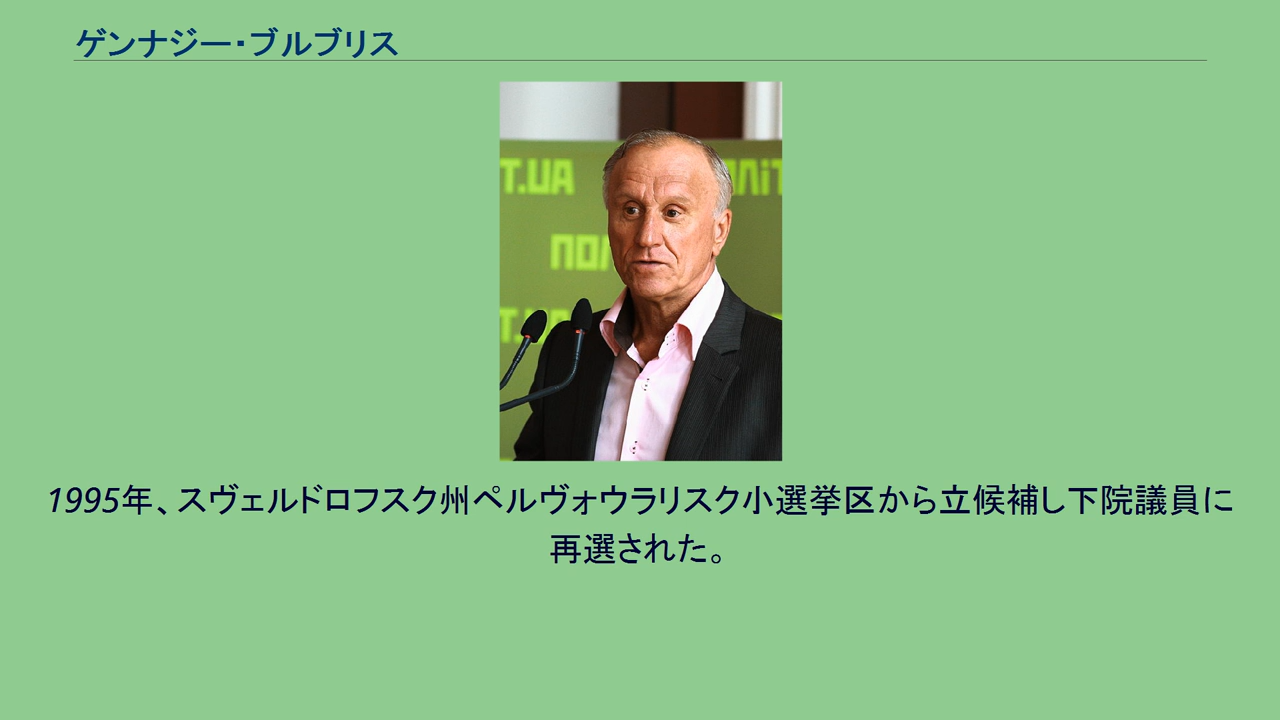 ゲンナジー・ブルブリス
T.UA
ПОЛ
T.U
ЛІТ
1995年、スヴェルドロフスク州ペルヴォウラリスク小選挙区から立候補し下院議員に
再選された。